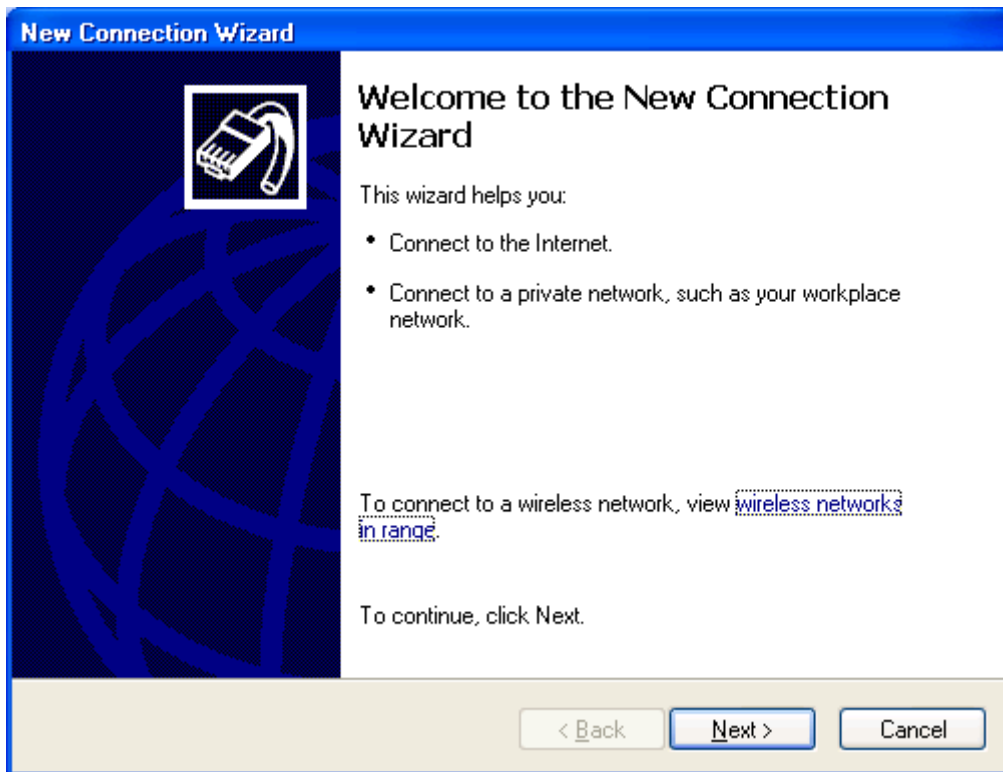 New Connection Wizard
Welcome to the New Connection
Wizard
This wizard helps you:
• Connect to the Internet.
• Connect to a private network, such as your workplace
network.
To connect to a wireless network, view wireless networks
in range.
To continue, click Next.
< Back Next > Cancel